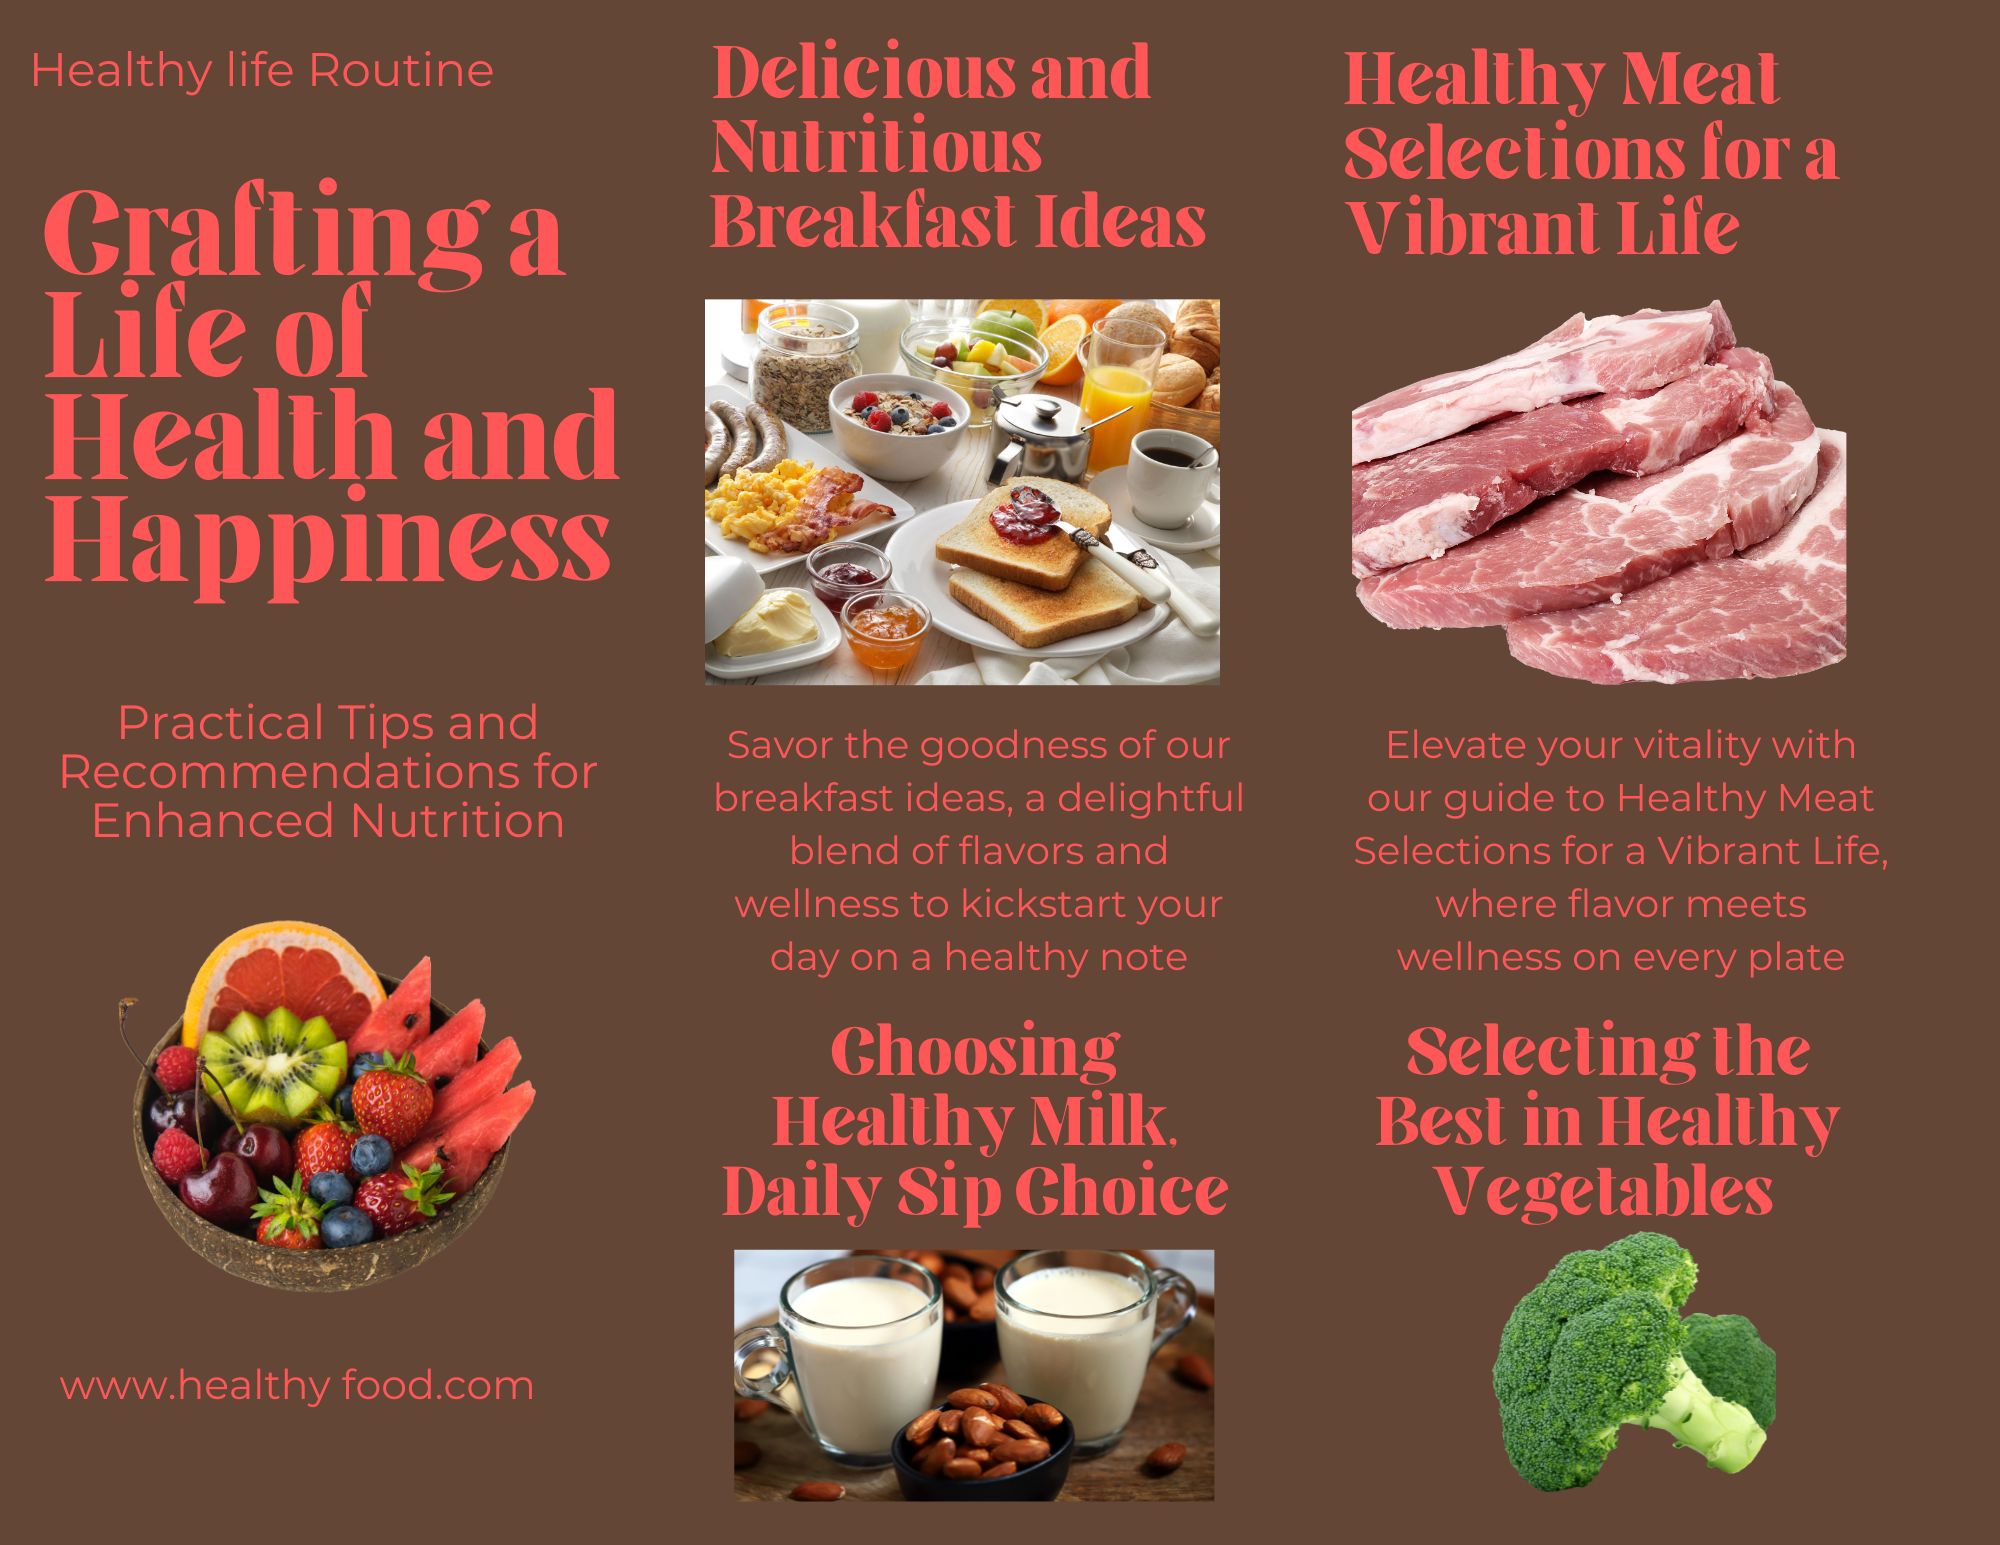 Healthy life Routine
Crafting a
Life of
Health and
Happiness
Practical Tips and
Recommendations for
Enhanced Nutrition
www.healthy food.com
Delicious and
Nutritious
Breakfast Ideas
Savor the goodness of our
breakfast ideas, a delightful
blend of flavors and
wellness to kickstart your
day on a healthy note
Choosing
Healthy Milk,
Daily Sip Choice
Healthy Meat
Selections for a
Vibrant Life
Elevate your vitality with
our guide to Healthy Meat
Selections for a Vibrant Life,
where flavor meets
wellness on every plate
Selecting the
Best in Healthy
Vegetables